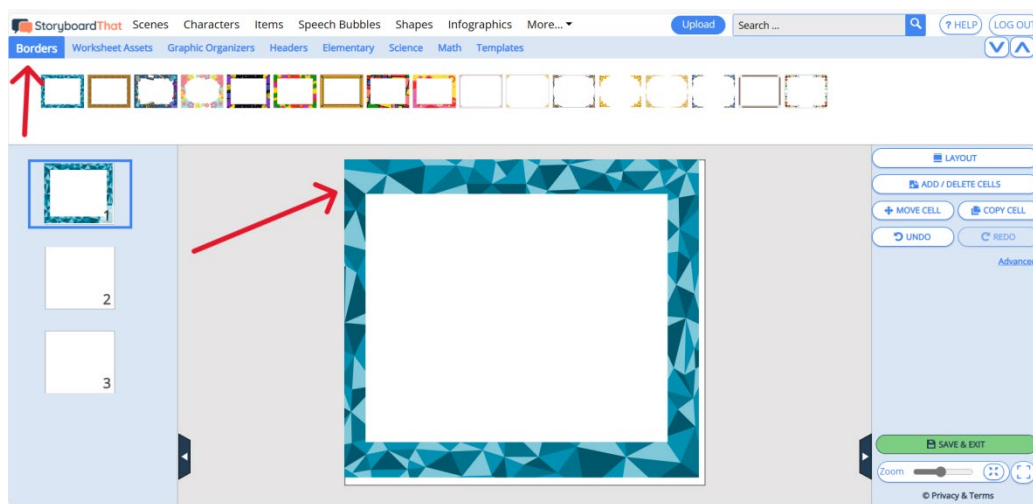 StoryboardThat Scenes Characters Items Speech Bubbles Shapes Infographics More... Upload Search ... ? HELP LOG OUT
Borders Worksheet Assets Graphic Organizers Headers Elementary Science Math Templates
LAYOUT
1
ADD / DELETE CELLS
MOVE CELL COPY CELL
UNDO REDO
Advanced
2
3
SAVE & EXIT
Zoom
© Privacy & Terms